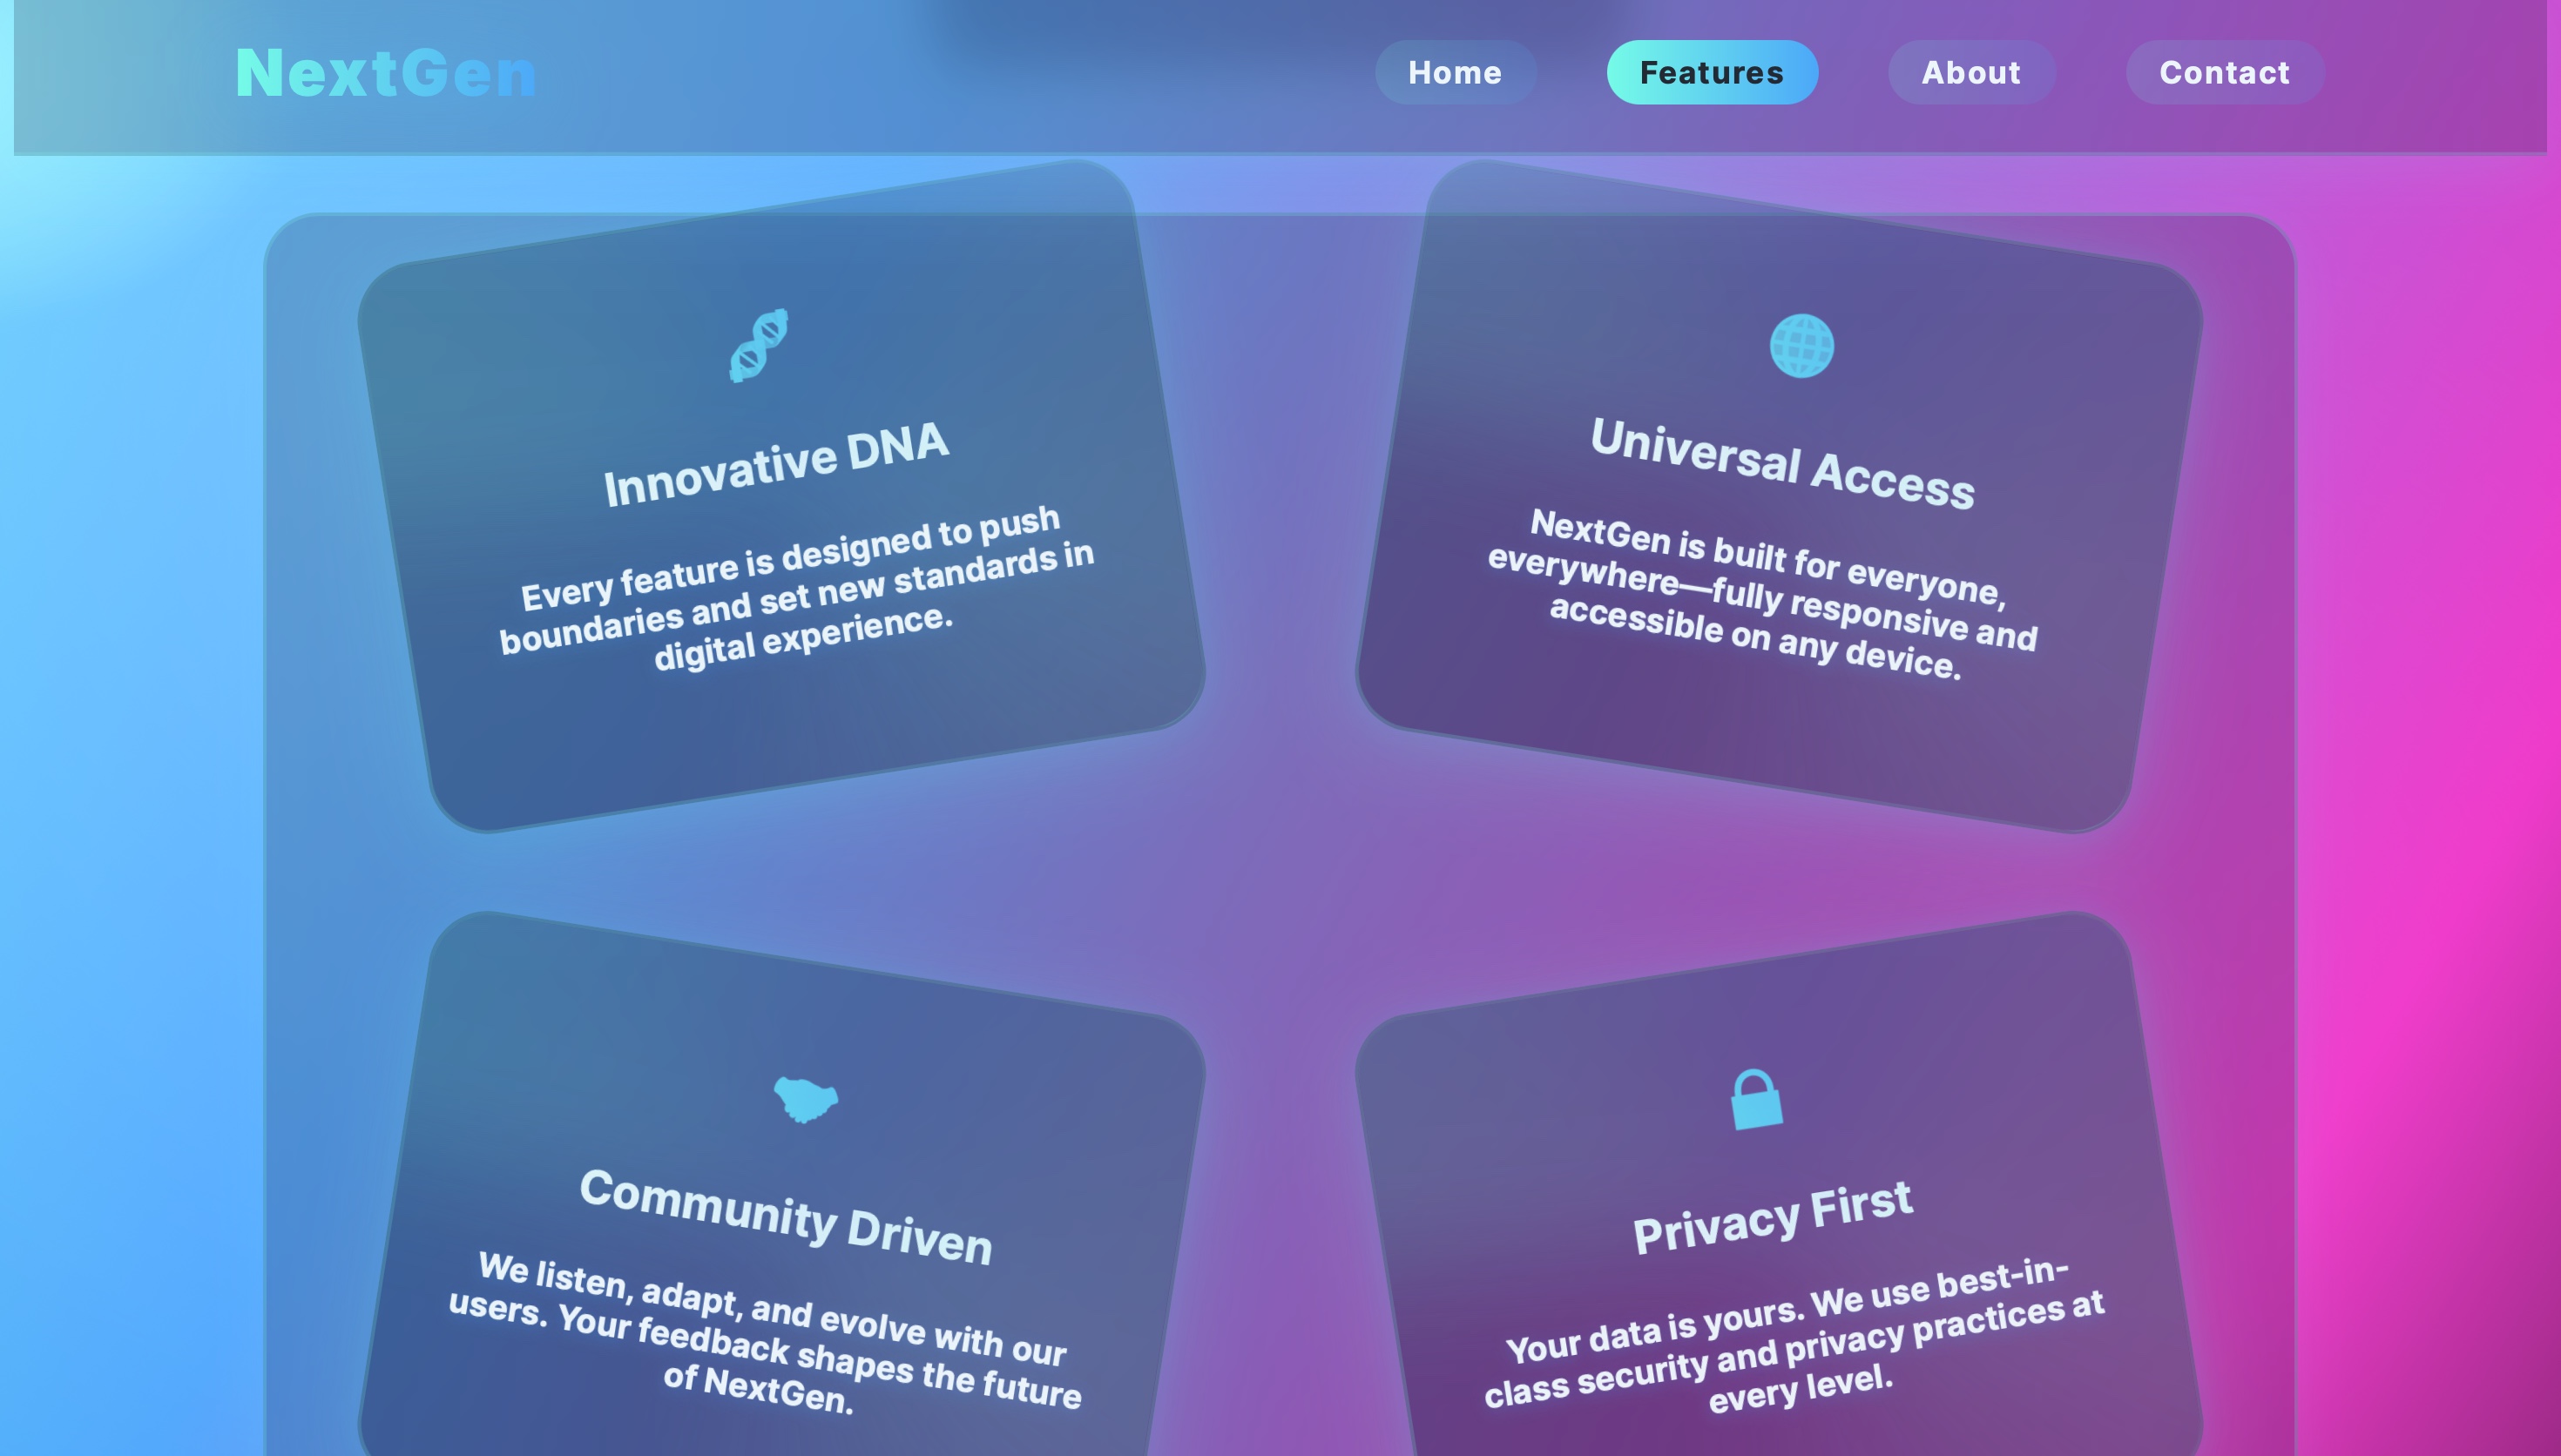 NextGen
Home
Features
About
Contact
Innovative DNA
Every feature is designed to push
boundaries and set new standards in
digital experience.
Universal Access
NextGen is built for everyone,
everywhere—fully responsive and
accessible on any device.
Community Driven
We listen, adapt, and evolve with our
users. Your feedback shapes the future
of NextGen.
Privacy First
Your data is yours. We use best-in-
class security and privacy practices at
every level.